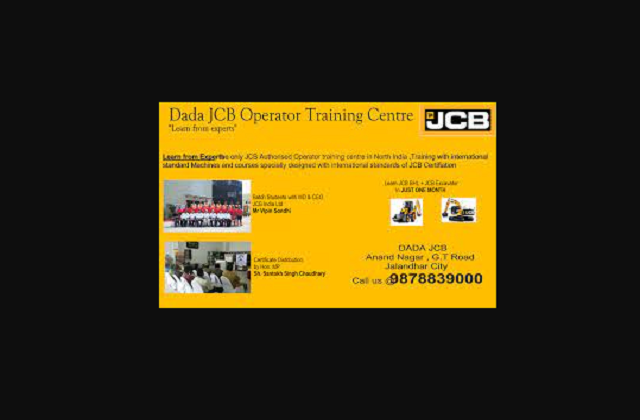 Dada JCB Operator Training Centre
"Learn from experts"
JCB
Learn from Experts only JCB Authorised Operator training centre in North India ,Training with international
standard Machines and courses specially designed with international standards of JCB Certifiation
Batch Students with MD & CEO
JCB India Ltd
Mr Vipin Sondhi
Learn JCB BHL + JCB Excavator
In JUST ONE MONTH
Certificate Distribution
by Hon. MP
Sh. Santokh Singh Chaudhary
DADA JCB
Anand Nagar , G.T Road
Jalandhar City
Call us @9878839000